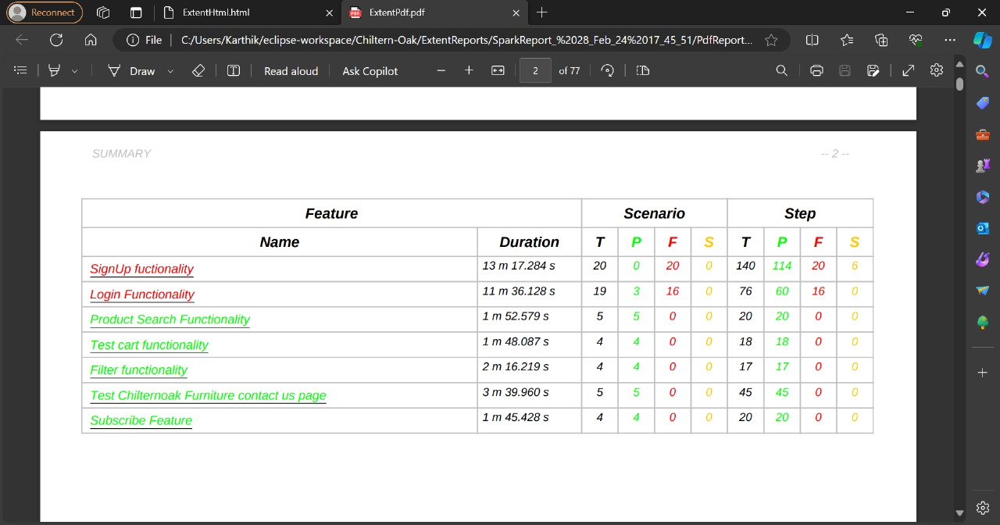 Reconnect ExtentHtml.html ExtentPdf.pdf
File C:/Users/Karthik/eclipse-workspace/Chiltern-Oak/ExtentReports/SparkReport_%2028_Feb_24%2017_45_51/PdfReport...
Draw Read aloud Ask Copilot 2 of 77
SUMMARY -- 2 --
Feature Scenario Step
Name Duration T P F S T P F S
SignUp fuctionality 13 m 17.284 s 20 0 20 0 140 114 20 6
Login Functionality 11 m 36.128 s 19 3 16 0 76 60 16 0
Product Search Functionality 1 m 52.579 s 5 5 0 0 20 20 0 0
Test cart functionality 1 m 48.087 s 4 4 0 0 18 18 0 0
Filter functionality 2 m 16.219 s 4 4 0 0 17 17 0 0
Test Chilternoak Furniture contact us page 3 m 39.960 s 5 5 0 0 45 45 0 0
Subscribe Feature 1 m 45.428 s 4 4 0 0 20 20 0 0